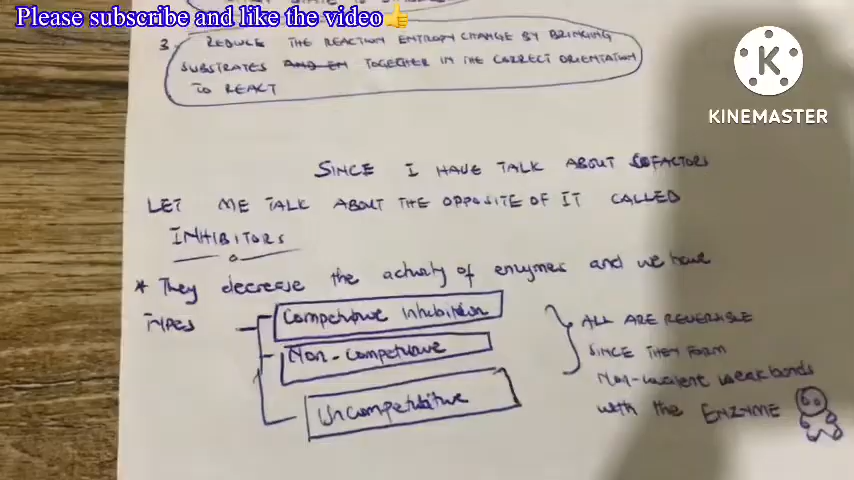 Please subscribe and like the video👍
3. REDUCE THE REACTION ENTROPY CHANGE BY BRINGING
SUBSTRATES AND EN TOGETHER IN THE CORRECT ORIENTATION
TO REACT
KINEMASTER
SINCE I HAVE TALK ABOUT COFACTORS
LET ME TALK ABOUT THE OPPOSITE OF IT CALLED
INHIBITORS
* They decrease the activity of enzymes and we have
TYPES
Competitive inhibition
Non-competitive
Uncompetitive
ALL ARE REVERSIBLE
SINCE THEY FORM
Non-covalent weak bonds
with the ENZYME